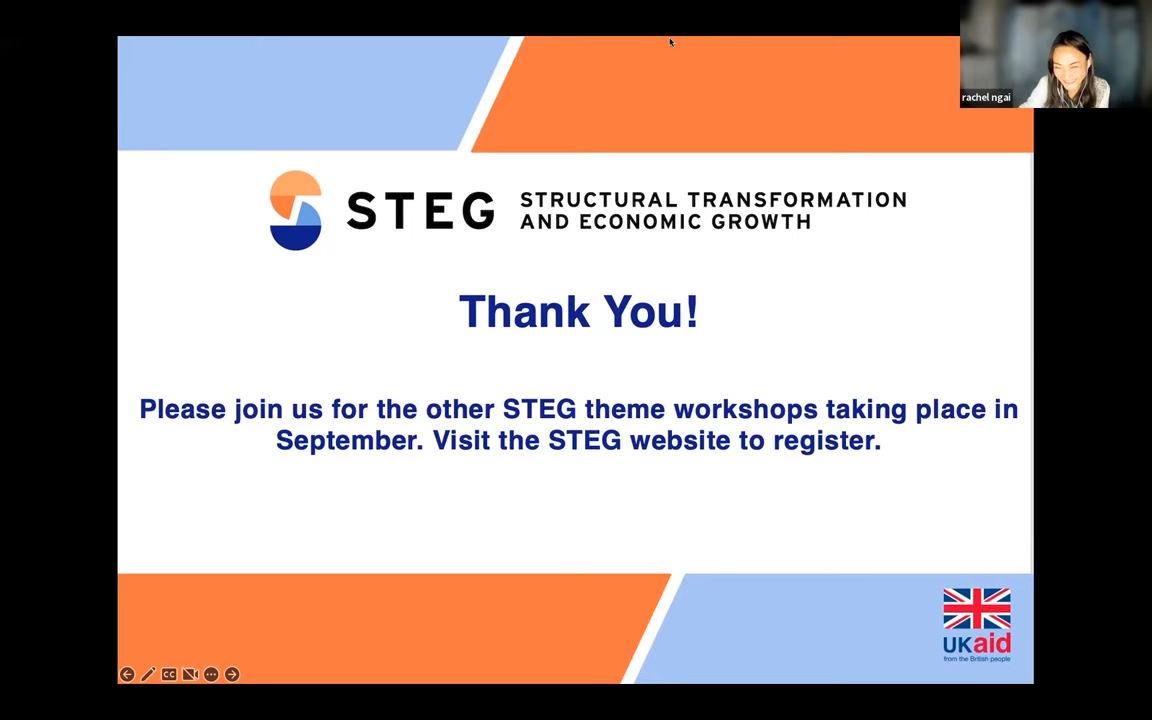 rachel ngai
STEG
STRUCTURAL TRANSFORMATION
AND ECONOMIC GROWTH
Thank You!
Please join us for the other STEG theme workshops taking place in
September. Visit the STEG website to register.
CC
UKaid
from the British people